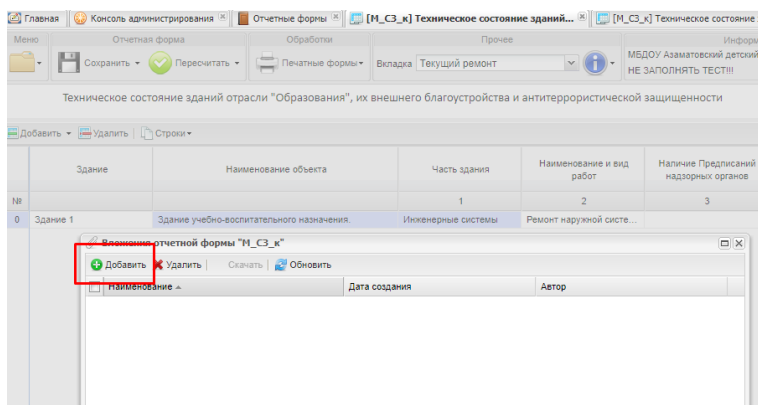 Главная Консоль администрирования Отчетные формы [М_СЗ_к] Техническое состояние зданий... [М_СЗ_к] Техническое состояние
Меню Отчетная форма Обработки Прочее Информ
Сохранить Пересчитать Печатные формы Вкладка Текущий ремонт МБДОУ Азаматовский детский
НЕ ЗАПОЛНЯТЬ ТЕСТ!!!
Техническое состояние зданий отрасли "Образования", их внешнего благоустройства и антитеррористической защищенности
Добавить Удалить Строки
Здание Наименование объекта Часть здания Наименование и вид работ Наличие Предписаний надзорных органов
№ 1 2 3
0 Здание 1 Здание учебно-воспитательного назначения. Инженерные системы Ремонт наружной систе...
Вложения отчетной формы "М_СЗ_к"
Добавить Удалить Скачать Обновить
Наименование Дата создания Автор